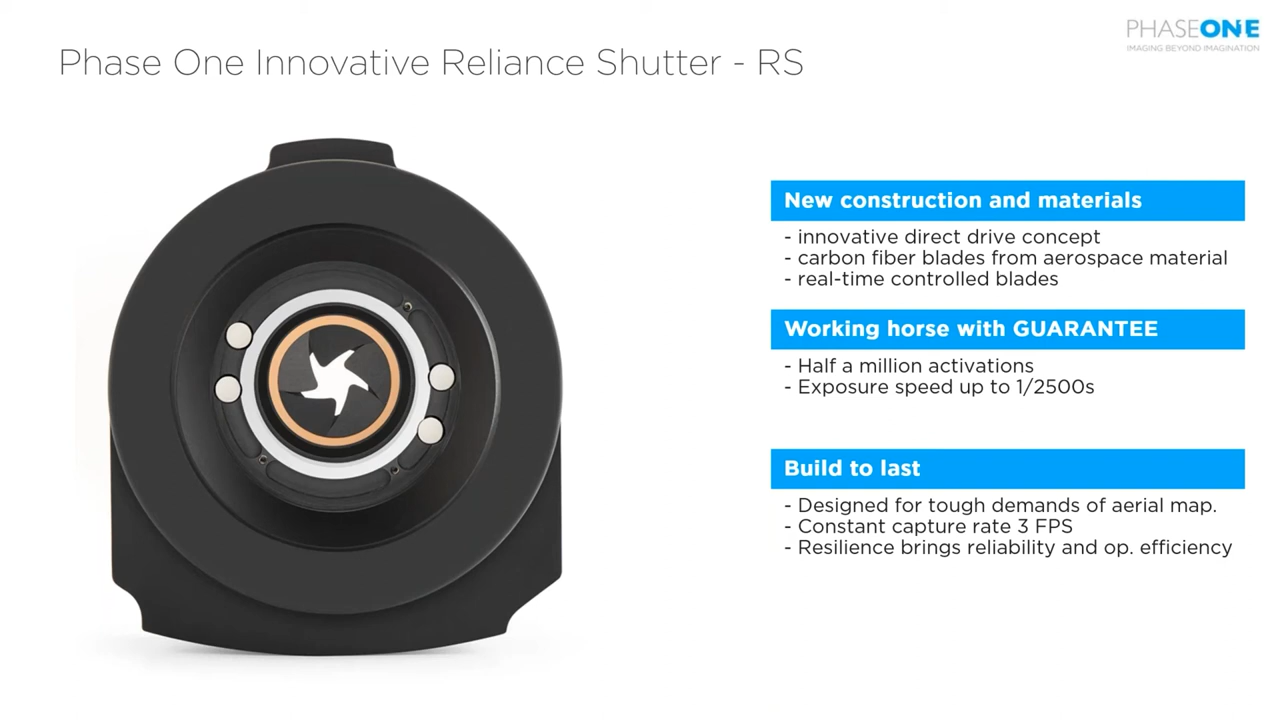 PHASEONE
IMAGING BEYOND IMAGINATION
Phase One Innovative Reliance Shutter - RS
New construction and materials
- innovative direct drive concept
- carbon fiber blades from aerospace material
- real-time controlled blades
Working horse with GUARANTEE
- Half a million activations
- Exposure speed up to 1/2500s
Build to last
- Designed for tough demands of aerial map.
- Constant capture rate 3 FPS
- Resilience brings reliability and op. efficiency